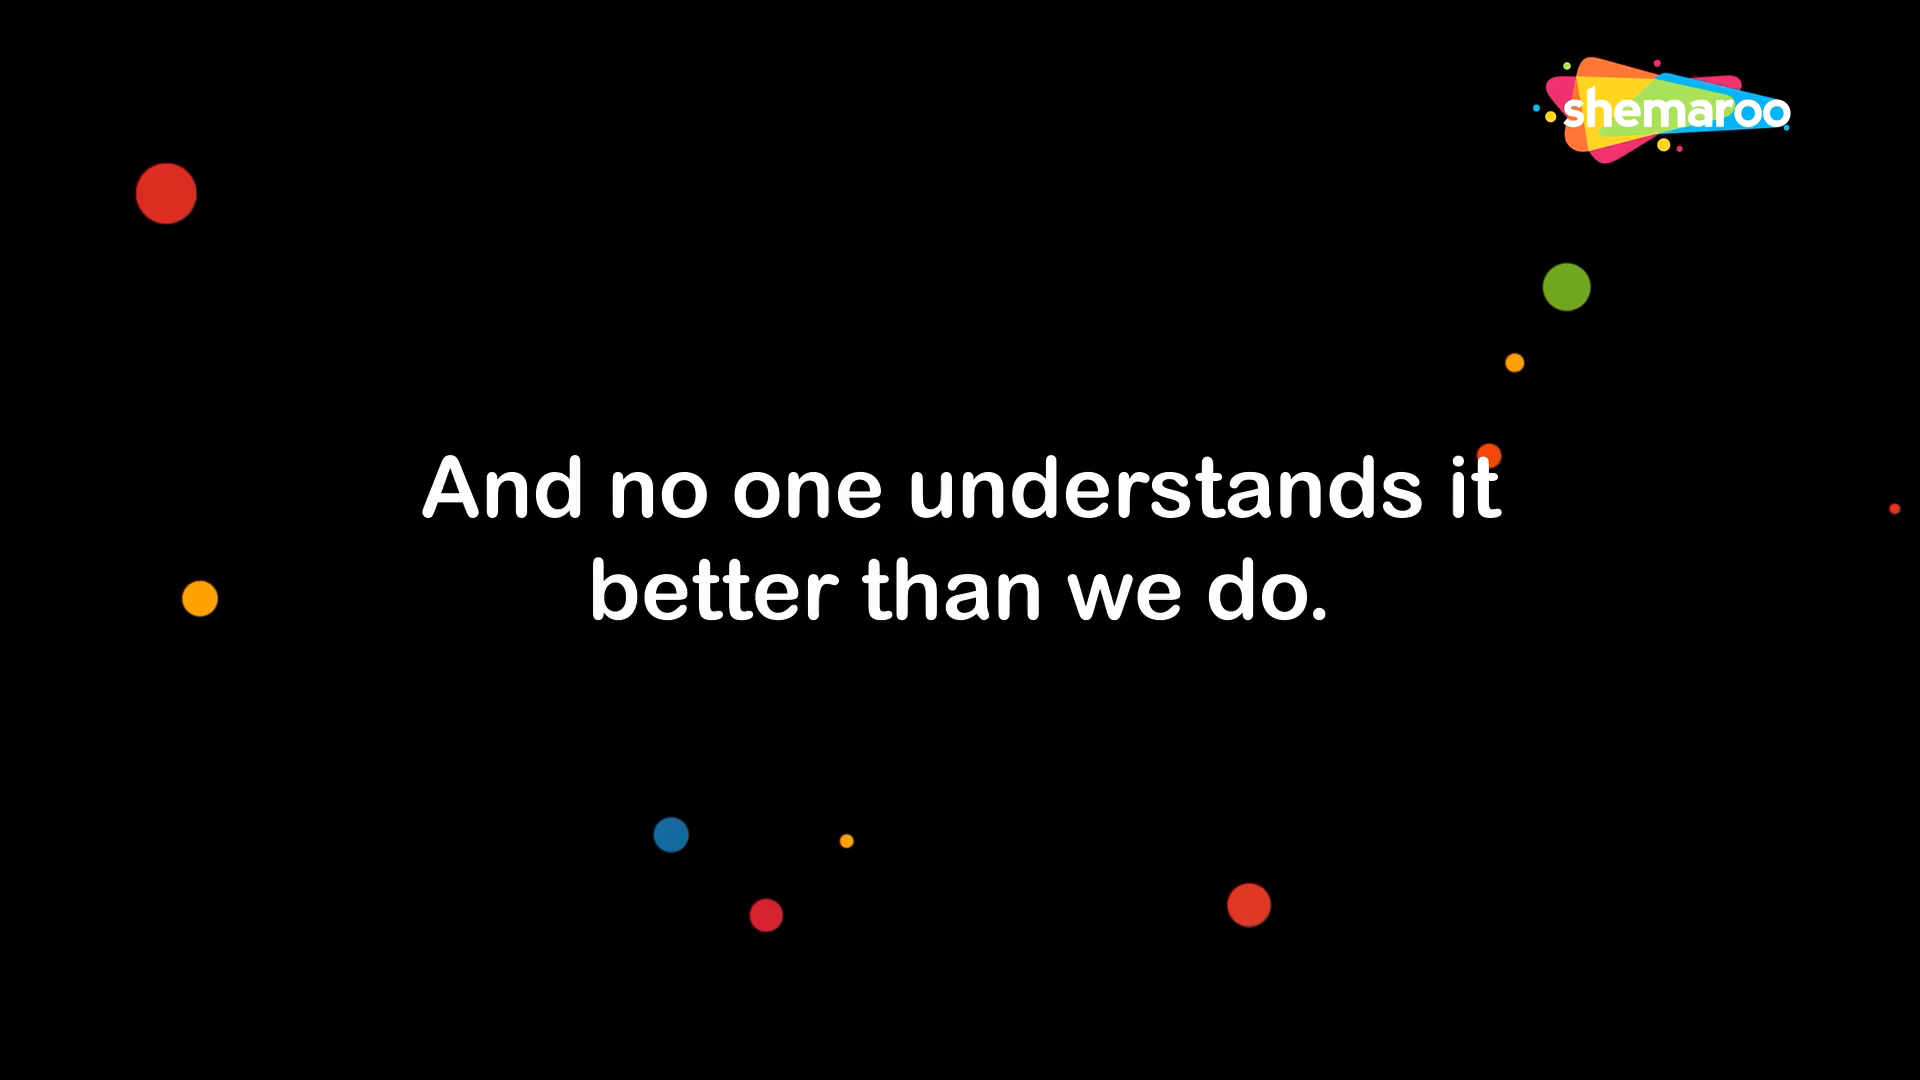 shemaroo
And no one understands it
better than we do.